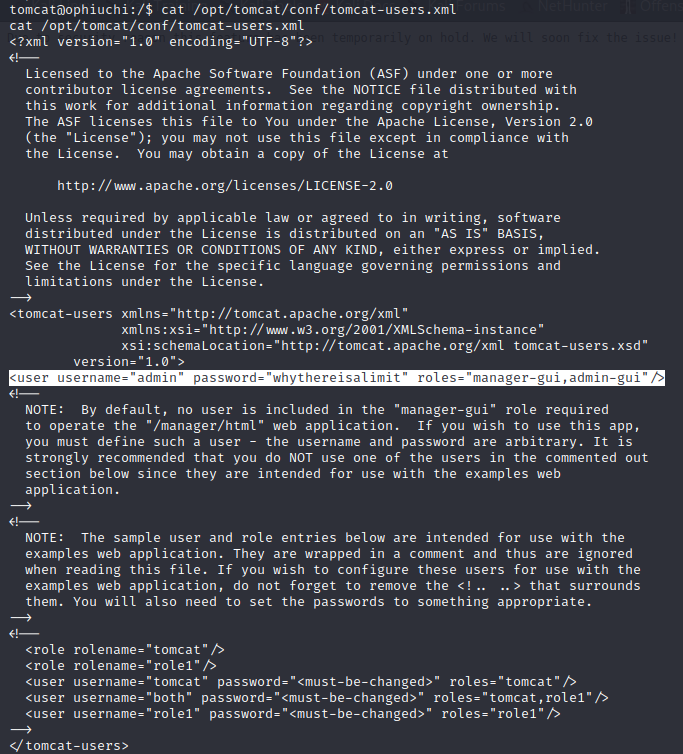 Forums NetHunter Offens
tomcat@ophiuchi:/$ cat /opt/tomcat/conf/tomcat-users.xml
cat /opt/tomcat/conf/tomcat-users.xml
en temporarily on hold. We will soon fix the issue!
<?xml version="1.0" encoding="UTF-8"?>
<!--
Licensed to the Apache Software Foundation (ASF) under one or more
contributor license agreements. See the NOTICE file distributed with
this work for additional information regarding copyright ownership.
The ASF licenses this file to You under the Apache License, Version 2.0
(the "License"); you may not use this file except in compliance with
the License. You may obtain a copy of the License at
http://www.apache.org/licenses/LICENSE-2.0
Unless required by applicable law or agreed to in writing, software
distributed under the License is distributed on an "AS IS" BASIS,
WITHOUT WARRANTIES OR CONDITIONS OF ANY KIND, either express or implied.
See the License for the specific language governing permissions and
limitations under the License.
-->
<tomcat-users xmlns="http://tomcat.apache.org/xml"
xmlns:xsi="http://www.w3.org/2001/XMLSchema-instance"
xsi:schemaLocation="http://tomcat.apache.org/xml tomcat-users.xsd"
version="1.0">
<user username="admin" password="whythereisalimit" roles="manager-gui,admin-gui"/>
<!--
NOTE: By default, no user is included in the "manager-gui" role required
to operate the "/manager/html" web application. If you wish to use this app,
you must define such a user - the username and password are arbitrary. It is
strongly recommended that you do NOT use one of the users in the commented out
section below since they are intended for use with the examples web
application.
-->
<!--
NOTE: The sample user and role entries below are intended for use with the
examples web application. They are wrapped in a comment and thus are ignored
when reading this file. If you wish to configure these users for use with the
examples web application, do not forget to remove the <!.. ..> that surrounds
them. You will also need to set the passwords to something appropriate.
-->
<!--
<role rolename="tomcat"/>
<role rolename="role1"/>
<user username="tomcat" password="<must-be-changed>" roles="tomcat"/>
<user username="both" password="<must-be-changed>" roles="tomcat,role1"/>
<user username="role1" password="<must-be-changed>" roles="role1"/>
-->
</tomcat-users>